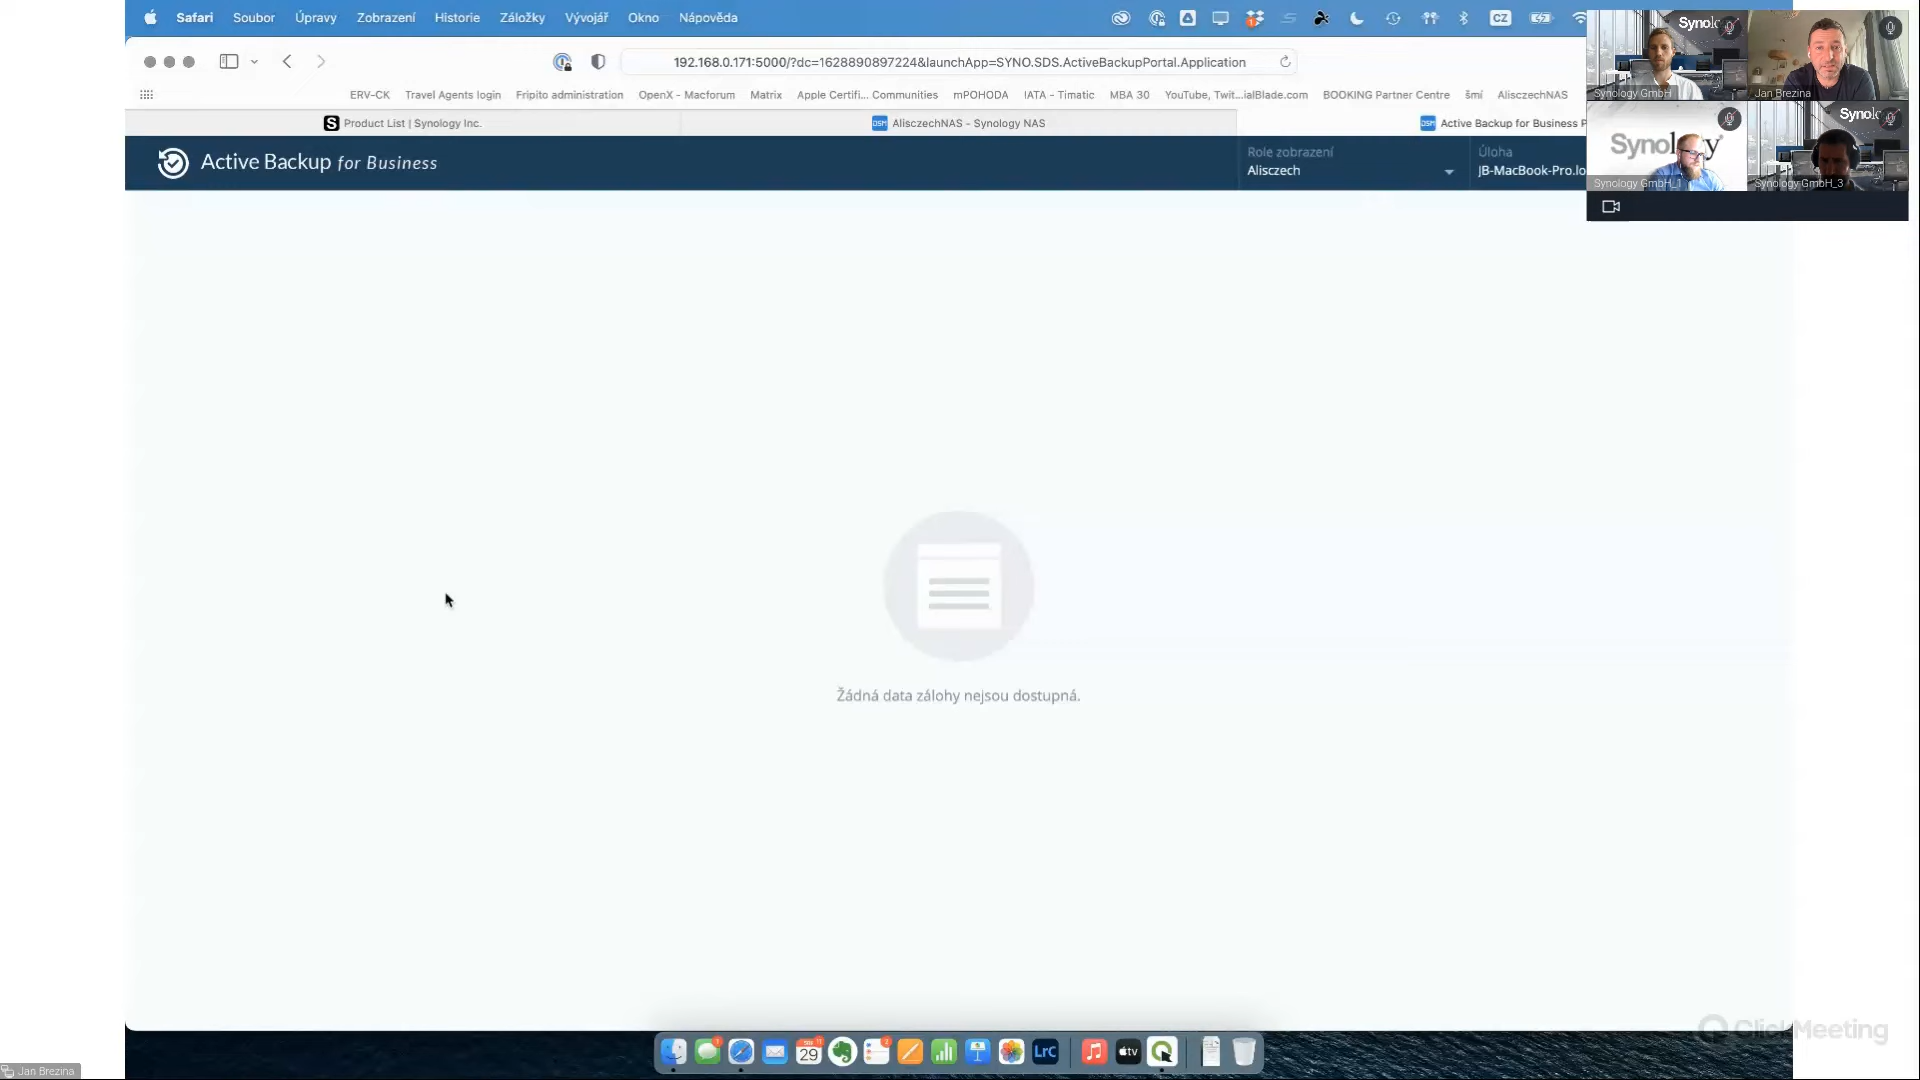 Safari Soubor Úpravy Zobrazení Historie Záložky Vývojář Okno Nápověda
CZ
192.168.0.171:5000/?dc=1628890897224&launchApp=SYNO.SDS.ActiveBackupPortal.Application
ERV-CK Travel Agents login Fripito administration OpenX - Macforum Matrix Apple Certifi... Communities mPOHODA IATA - Timatic MBA 30 YouTube, Twit...ialBlade.com BOOKING Partner Centre šmí AlisczechNAS
S Product List | Synology Inc.
DSM AlisczechNAS - Synology NAS
DSM Active Backup for Business P
Active Backup for Business
Role zobrazení
Alisczech
Úloha
JB-MacBook-Pro.lo
Synology GmbH
Jan Brezina
Synology
Synology GmbH_1
Synology GmbH_3
Žádná data zálohy nejsou dostupná.
29
LrC
tv
ClickMeeting
Jan Brezina